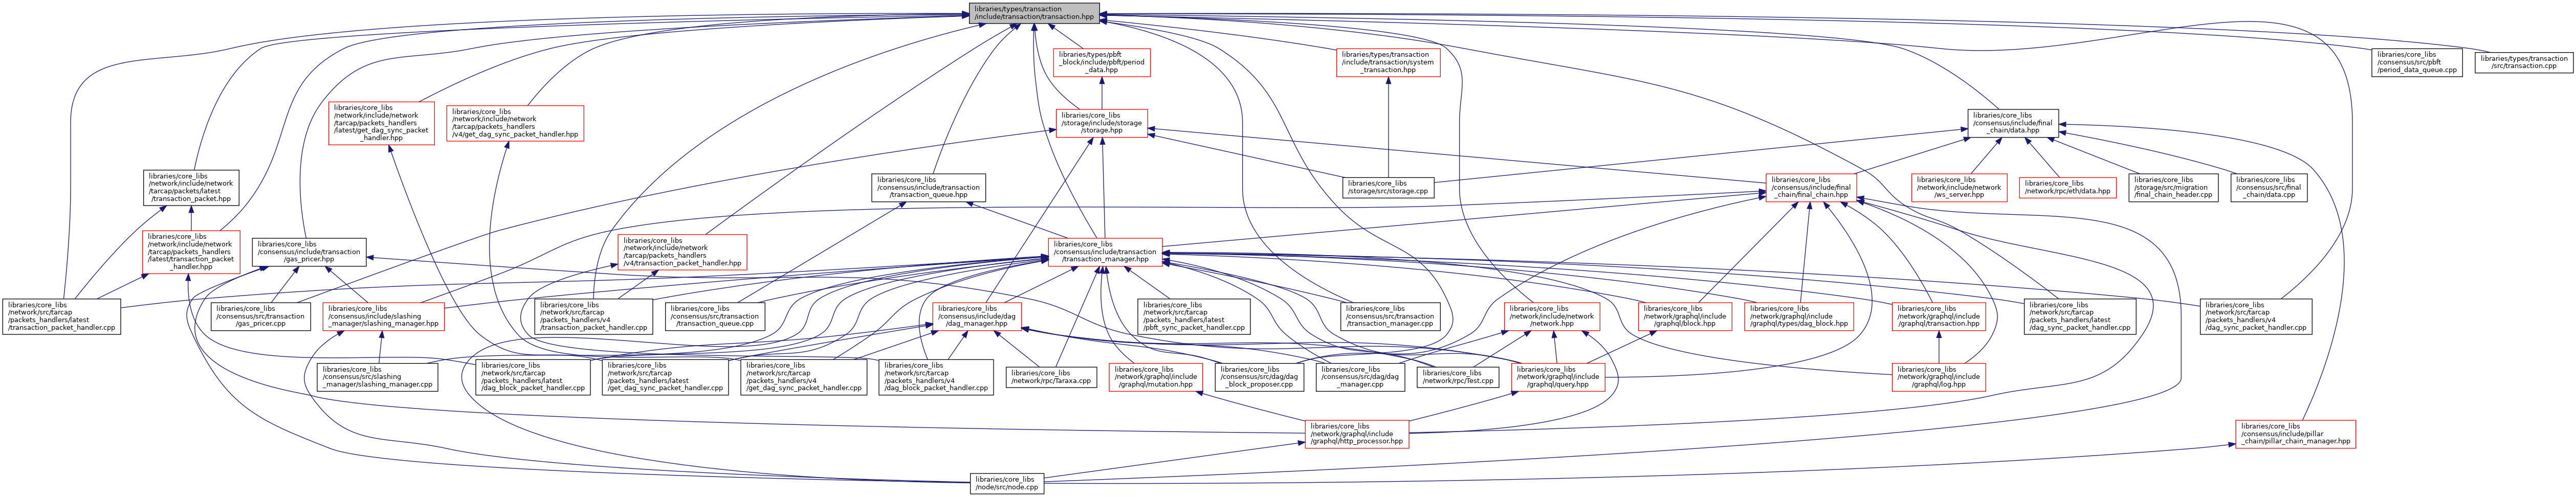 libraries/types/transaction
/include/transaction/transaction.hpp
libraries/types/pbft
_block/include/pbft/period
_data.hpp
libraries/types/transaction
/include/transaction/system
_transaction.hpp
libraries/core_libs
/consensus/src/pbft
/period_data_queue.cpp
libraries/types/transaction
/src/transaction.cpp
libraries/core_libs
/network/include/network
/tarcap/packets_handlers
/latest/get_dag_sync_packet
_handler.hpp
libraries/core_libs
/network/include/network
/tarcap/packets_handlers
/v4/get_dag_sync_packet_handler.hpp
libraries/core_libs
/storage/include/storage
/storage.hpp
libraries/core_libs
/consensus/include/final
_chain/data.hpp
libraries/core_libs
/network/include/network
/tarcap/packets/latest
/transaction_packet.hpp
libraries/core_libs
/consensus/include/transaction
/transaction_queue.hpp
libraries/core_libs
/storage/src/storage.cpp
libraries/core_libs
/consensus/include/final
_chain/final_chain.hpp
libraries/core_libs
/network/include/network
/ws_server.hpp
libraries/core_libs
/network/rpc/eth/data.hpp
libraries/core_libs
/storage/src/migration
/final_chain_header.cpp
libraries/core_libs
/consensus/src/final
_chain/data.cpp
libraries/core_libs
/network/include/network
/tarcap/packets_handlers
/latest/transaction_packet
_handler.hpp
libraries/core_libs
/consensus/include/transaction
/gas_pricer.hpp
libraries/core_libs
/network/include/network
/tarcap/packets_handlers
/v4/transaction_packet_handler.hpp
libraries/core_libs
/consensus/include/transaction
/transaction_manager.hpp
libraries/core_libs
/network/src/tarcap
/packets_handlers/latest
/transaction_packet_handler.cpp
libraries/core_libs
/consensus/src/transaction
/gas_pricer.cpp
libraries/core_libs
/consensus/include/slashing
_manager/slashing_manager.hpp
libraries/core_libs
/network/src/tarcap
/packets_handlers/v4
/transaction_packet_handler.cpp
libraries/core_libs
/consensus/src/transaction
/transaction_queue.cpp
libraries/core_libs
/consensus/include/dag
/dag_manager.hpp
libraries/core_libs
/network/src/tarcap
/packets_handlers/latest
/pbft_sync_packet_handler.cpp
libraries/core_libs
/consensus/src/transaction
/transaction_manager.cpp
libraries/core_libs
/network/include/network
/network.hpp
libraries/core_libs
/network/graphql/include
/graphql/block.hpp
libraries/core_libs
/network/graphql/include
/graphql/types/dag_block.hpp
libraries/core_libs
/network/graphql/include
/graphql/transaction.hpp
libraries/core_libs
/network/src/tarcap
/packets_handlers/latest
/dag_sync_packet_handler.cpp
libraries/core_libs
/network/src/tarcap
/packets_handlers/v4
/dag_sync_packet_handler.cpp
libraries/core_libs
/consensus/src/slashing
_manager/slashing_manager.cpp
libraries/core_libs
/network/src/tarcap
/packets_handlers/latest
/dag_block_packet_handler.cpp
libraries/core_libs
/network/src/tarcap
/packets_handlers/latest
/get_dag_sync_packet_handler.cpp
libraries/core_libs
/network/src/tarcap
/packets_handlers/v4
/get_dag_sync_packet_handler.cpp
libraries/core_libs
/network/src/tarcap
/packets_handlers/v4
/dag_block_packet_handler.cpp
libraries/core_libs
/network/rpc/Taraxa.cpp
libraries/core_libs
/network/graphql/include
/graphql/mutation.hpp
libraries/core_libs
/consensus/src/dag/dag
_block_proposer.cpp
libraries/core_libs
/consensus/src/dag/dag
_manager.cpp
libraries/core_libs
/network/rpc/Test.cpp
libraries/core_libs
/network/graphql/include
/graphql/query.hpp
libraries/core_libs
/network/graphql/include
/graphql/log.hpp
libraries/core_libs
/network/graphql/include
/graphql/http_processor.hpp
libraries/core_libs
/consensus/include/pillar
_chain/pillar_chain_manager.hpp
libraries/core_libs
/node/src/node.cpp